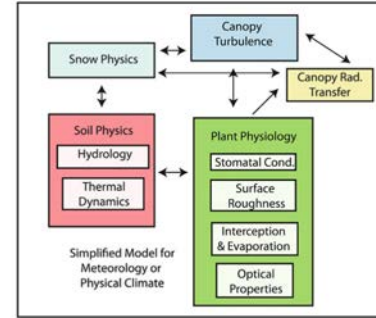 Canopy
Turbulence
Snow Physics
Canopy Rad.
Transfer
Soil Physics
Hydrology
Thermal
Dynamics
Plant Physiology
Stomatal Cond.
Surface
Roughness
Interception
& Evaporation
Optical
Properties
Simplified Model for
Meteorology or
Physical Climate